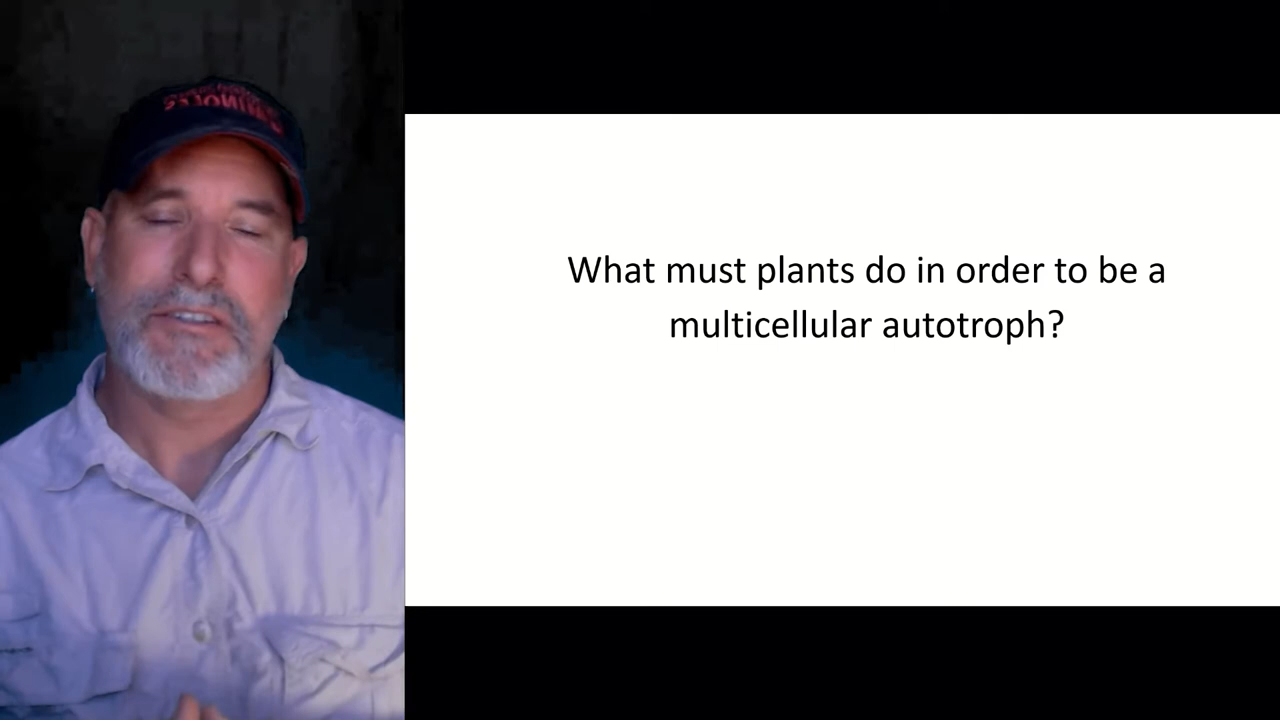 What must plants do in order to be a
multicellular autotroph?